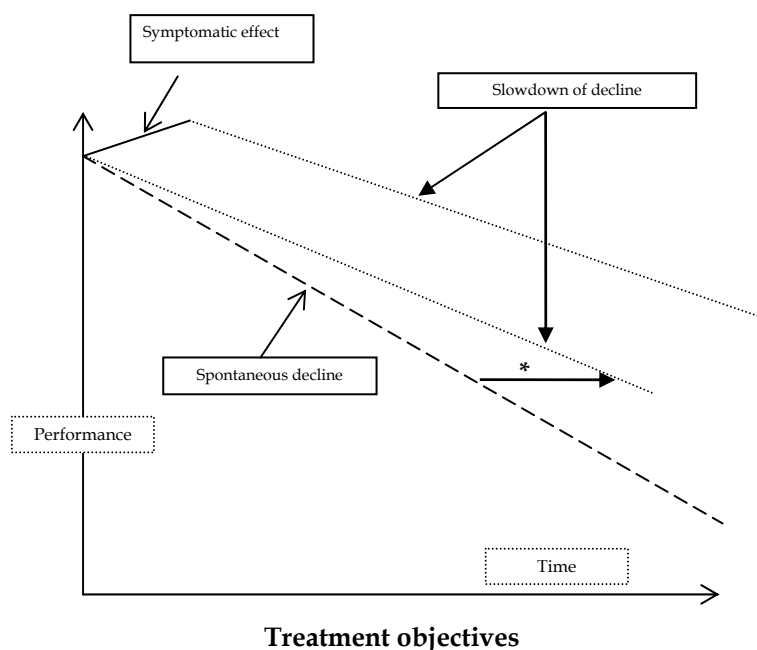 Symptomatic effect
Slowdown of decline
*
Spontaneous decline
Performance
Time
Treatment objectives